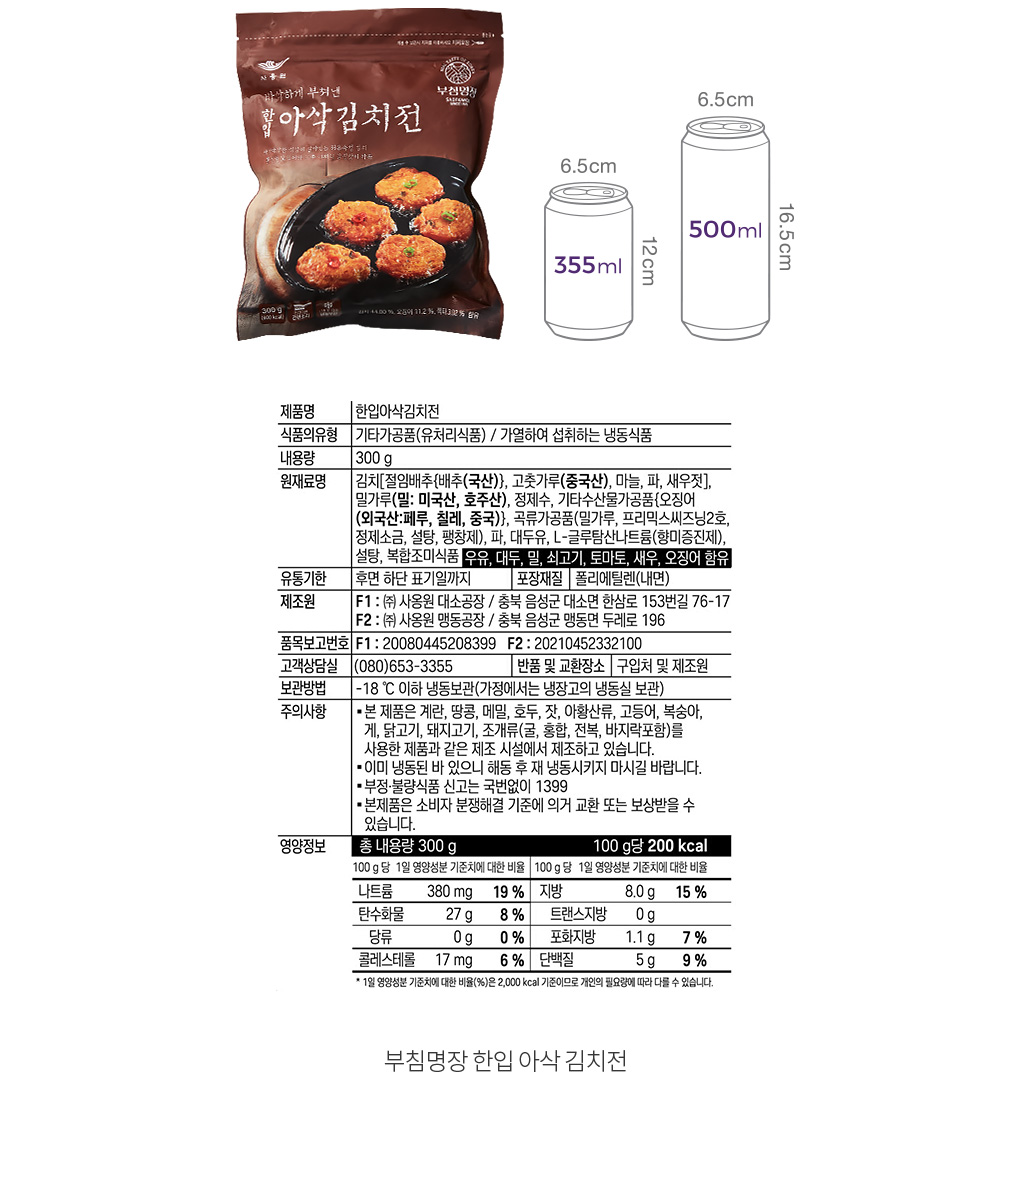 사옹원
바삭하게 부쳐낸
한입 아삭김치전
부침명장
300 g
6.5cm
6.5cm
355ml
12cm
500ml
16.5cm
제품명 한입아삭김치전
식품의유형 기타가공품(유처리식품) / 가열하여 섭취하는 냉동식품
내용량 300 g
원재료명 김치[절임배추{배추(국산)}, 고춧가루(중국산), 마늘, 파, 새우젓],
밀가루(밀: 미국산, 호주산), 정제수, 기타수산물가공품{오징어
(외국산:페루, 칠레, 중국)}, 곡류가공품(밀가루, 프리믹스씨즈닝2호,
정제소금, 설탕, 팽창제), 파, 대두유, L-글루탐산나트륨(향미증진제),
설탕, 복합조미식품 우유, 대두, 밀, 쇠고기, 토마토, 새우, 오징어 함유
유통기한 후면 하단 표기일까지 포장재질 폴리에틸렌(내면)
제조원 F1 : ㈜ 사옹원 대소공장 / 충북 음성군 대소면 한삼로 153번길 76-17
F2 : ㈜ 사옹원 맹동공장 / 충북 음성군 맹동면 두레로 196
품목보고번호 F1 : 20080445208399 F2 : 20210452332100
고객상담실 (080)653-3355 반품 및 교환장소 구입처 및 제조원
보관방법 -18 ℃ 이하 냉동보관(가정에서는 냉장고의 냉동실 보관)
주의사항 ▪본 제품은 계란, 땅콩, 메밀, 호두, 잣, 아황산류, 고등어, 복숭아,
게, 닭고기, 돼지고기, 조개류(굴, 홍합, 전복, 바지락포함)를
사용한 제품과 같은 제조 시설에서 제조하고 있습니다.
▪이미 냉동된 바 있으니 해동 후 재 냉동시키지 마시길 바랍니다.
▪부정·불량식품 신고는 국번없이 1399
▪본제품은 소비자 분쟁해결 기준에 의거 교환 또는 보상받을 수
있습니다.
영양정보 총 내용량 300 g 100 g당 200 kcal
100 g 당 1일 영양성분 기준치에 대한 비율 100 g 당 1일 영양성분 기준치에 대한 비율
나트륨 380 mg 19 % 지방 8.0 g 15 %
탄수화물 27 g 8 % 트랜스지방 0 g
당류 0 g 0 % 포화지방 1.1 g 7 %
콜레스테롤 17 mg 6 % 단백질 5 g 9 %
* 1일 영양성분 기준치에 대한 비율(%)은 2,000 kcal 기준이므로 개인의 필요량에 따라 다를 수 있습니다.
부침명장 한입 아삭 김치전